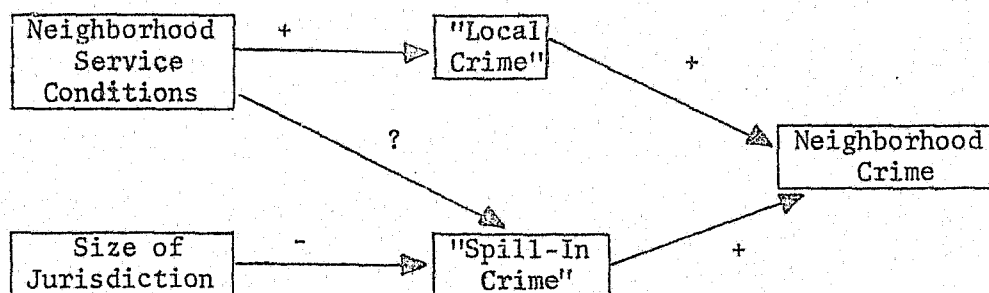 Neighborhood
Service
Conditions
+
"Local
Crime"
+
?
Neighborhood
Crime
Size of
Jurisdiction
-
"Spill-In
Crime"
+